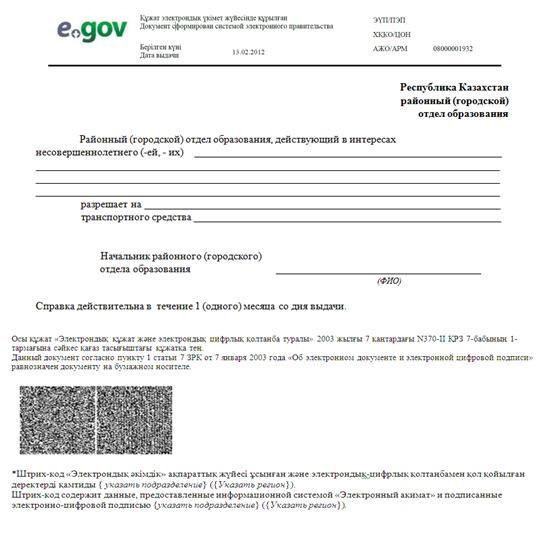 e.gov
Құжат электрондық үкімет жүйесінде құрылған
Документ сформирован системой электронного правительства
Берілген күні
Дата выдачи
13.02.2012
ЭҮП/ПЭП
ХҚКО/ЦОН
АЖО/АРМ 08000001932
Республика Казахстан
районный (городской)
отдел образования
Районный (городской) отдел образования, действующий в интересах
несовершеннолетнего (-ей, - их)
разрешает на
транспортного средства
Начальник районного (городского)
отдела образования
(ФИО)
Справка действительна в течение 1 (одного) месяца со дня выдачи.
Осы құжат «Электрондық құжат және электрондық цифрлық қолтанба туралы» 2003 жылғы 7 қантардағы N370-II ҚРЗ 7-бабының 1-
тармағына сәйкес қағаз тасығыштағы құжатқа тең.
Данный документ согласно пункту 1 статьи 7 ЗРК от 7 января 2003 года «Об электронном документе и электронной цифровой подписи»
равнозначен документу на бумажном носителе.
*Штрих-код «Электрондық әкімдік» ақпараттық жүйесі ұсынған және электрондық-цифрлық қолтанбамен қол қойылған
деректерді қамтиды { указать подразделение} ({Указать регион}).
Штрих-код содержит данные, предоставленные информационной системой «Электронный акимат» и подписанные
электронно-цифровой подписью { указать подразделение} ({Указать регион}).